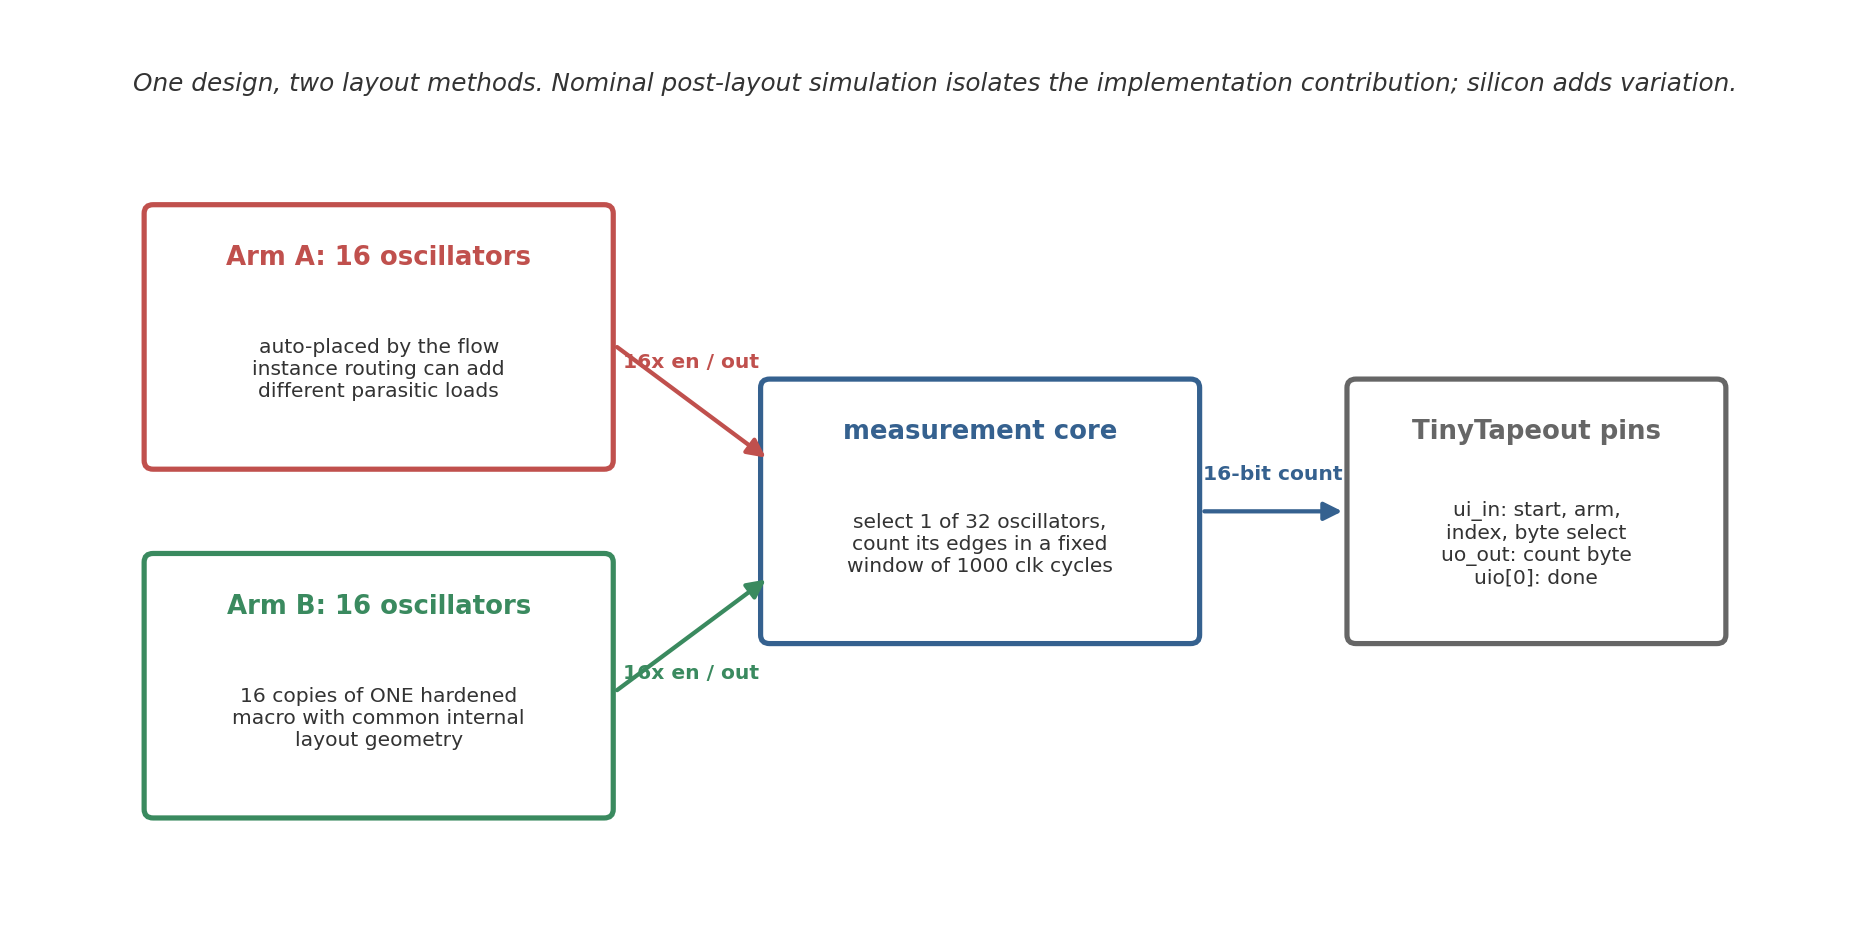 One design, two layout methods. Nominal post-layout simulation isolates the implementation contribution; silicon adds variation.
Arm A: 16 oscillators
auto-placed by the flow
instance routing can add
different parasitic loads
16x en / out
Arm B: 16 oscillators
16 copies of ONE hardened
macro with common internal
layout geometry
16x en / out
measurement core
select 1 of 32 oscillators,
count its edges in a fixed
window of 1000 clk cycles
16-bit count
TinyTapeout pins
ui_in: start, arm,
index, byte select
uo_out: count byte
uio[0]: done